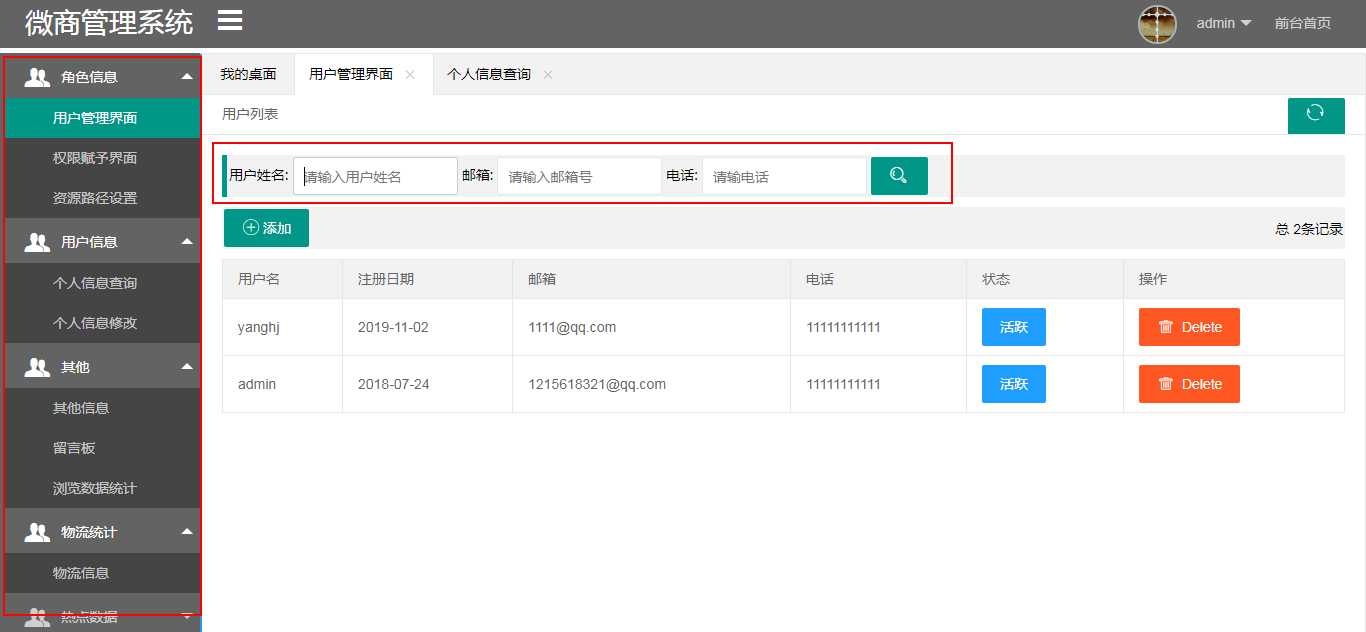 微商管理系统
admin
前台首页
角色信息
用户管理界面
权限赋予界面
资源路径设置
用户信息
个人信息查询
个人信息修改
其他
其他信息
留言板
浏览数据统计
物流统计
物流信息
热点数据
我的桌面 用户管理界面 个人信息查询
用户列表
用户姓名: 请输入用户姓名 邮箱: 请输入邮箱号 电话: 请输电话
添加 总 2条记录
用户名 注册日期 邮箱 电话 状态 操作
yanghj 2019-11-02 1111@qq.com 11111111111 活跃 Delete
admin 2018-07-24 1215618321@qq.com 11111111111 活跃 Delete